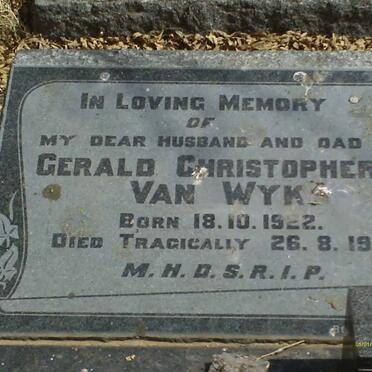 IN LOVING MEMORY
OF
MY DEAR HUSBAND AND DAD
GERALD CHRISTOPHER
VAN WYK
BORN 18.10.1922.
DIED TRAGICALLY 26.8.19
M.H.D.S.R.I.P.